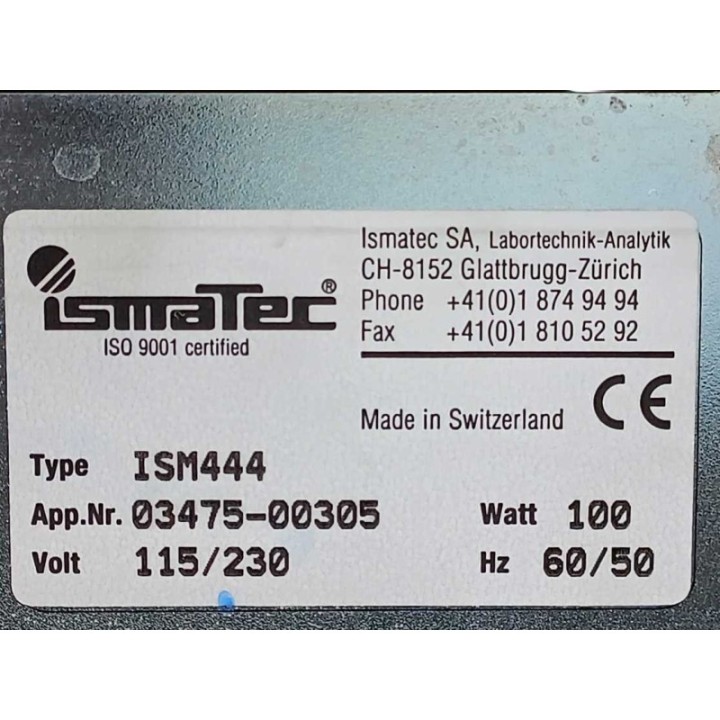 ismaTec®
ISO 9001 certified
Ismatec SA, Labortechnik-Analytik
CH-8152 Glattbrugg-Zürich
Phone +41(0)1 874 94 94
Fax +41(0)1 810 52 92
Made in Switzerland CE
Type ISM444
App.Nr. 03475-00305 Watt 100
Volt 115/230 Hz 60/50